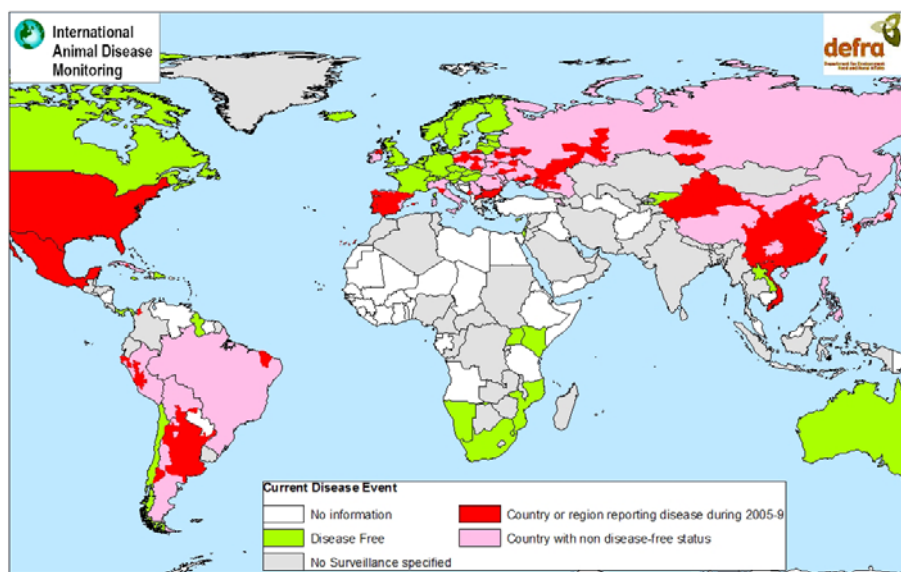 International
Animal Disease
Monitoring
defra
Current Disease Event
No information
Disease Free
No Surveillance specified
Country or region reporting disease during 2005-9
Country with non disease-free status